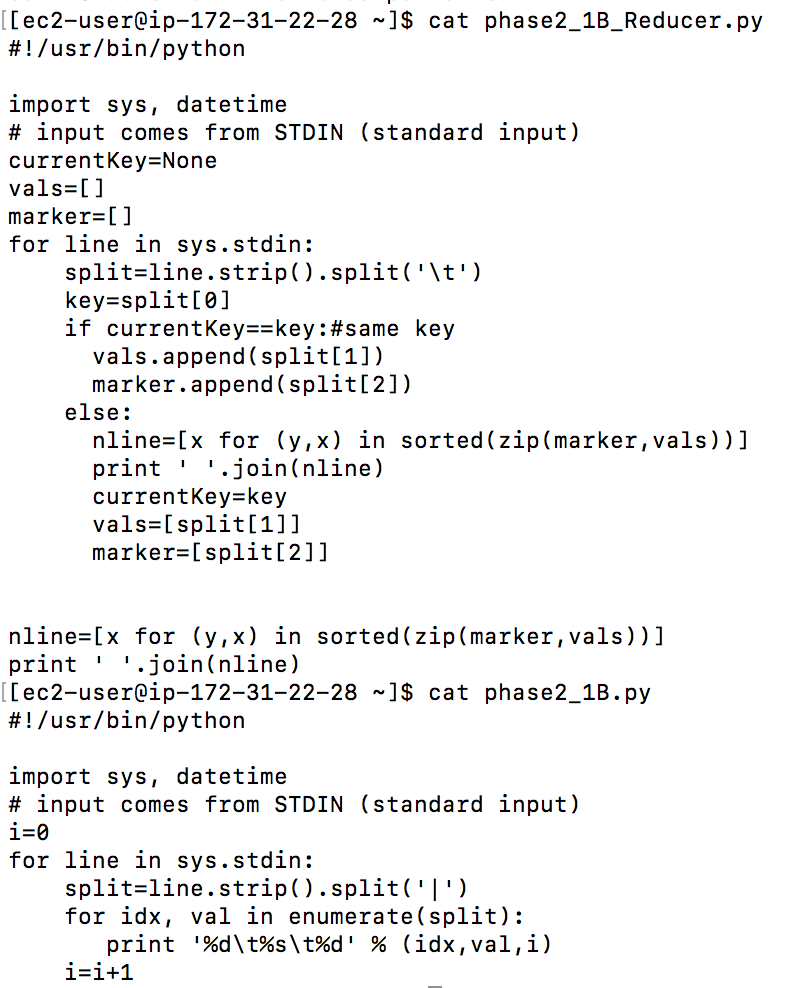 [[ec2-user@ip-172-31-22-28 ~]$ cat phase2_1B_Reducer.py
#!/usr/bin/python

import sys, datetime
# input comes from STDIN (standard input)
currentKey=None
vals=[]
marker=[]
for line in sys.stdin:
    split=line.strip().split('\t')
    key=split[0]
    if currentKey==key:#same key
      vals.append(split[1])
      marker.append(split[2])
    else:
      nline=[x for (y,x) in sorted(zip(marker,vals))]
      print ' '.join(nline)
      currentKey=key
      vals=[split[1]]
      marker=[split[2]]


nline=[x for (y,x) in sorted(zip(marker,vals))]
print ' '.join(nline)
[[ec2-user@ip-172-31-22-28 ~]$ cat phase2_1B.py
#!/usr/bin/python

import sys, datetime
# input comes from STDIN (standard input)
i=0
for line in sys.stdin:
    split=line.strip().split('|')
    for idx, val in enumerate(split):
       print '%d\t%s\t%d' % (idx,val,i)
    i=i+1